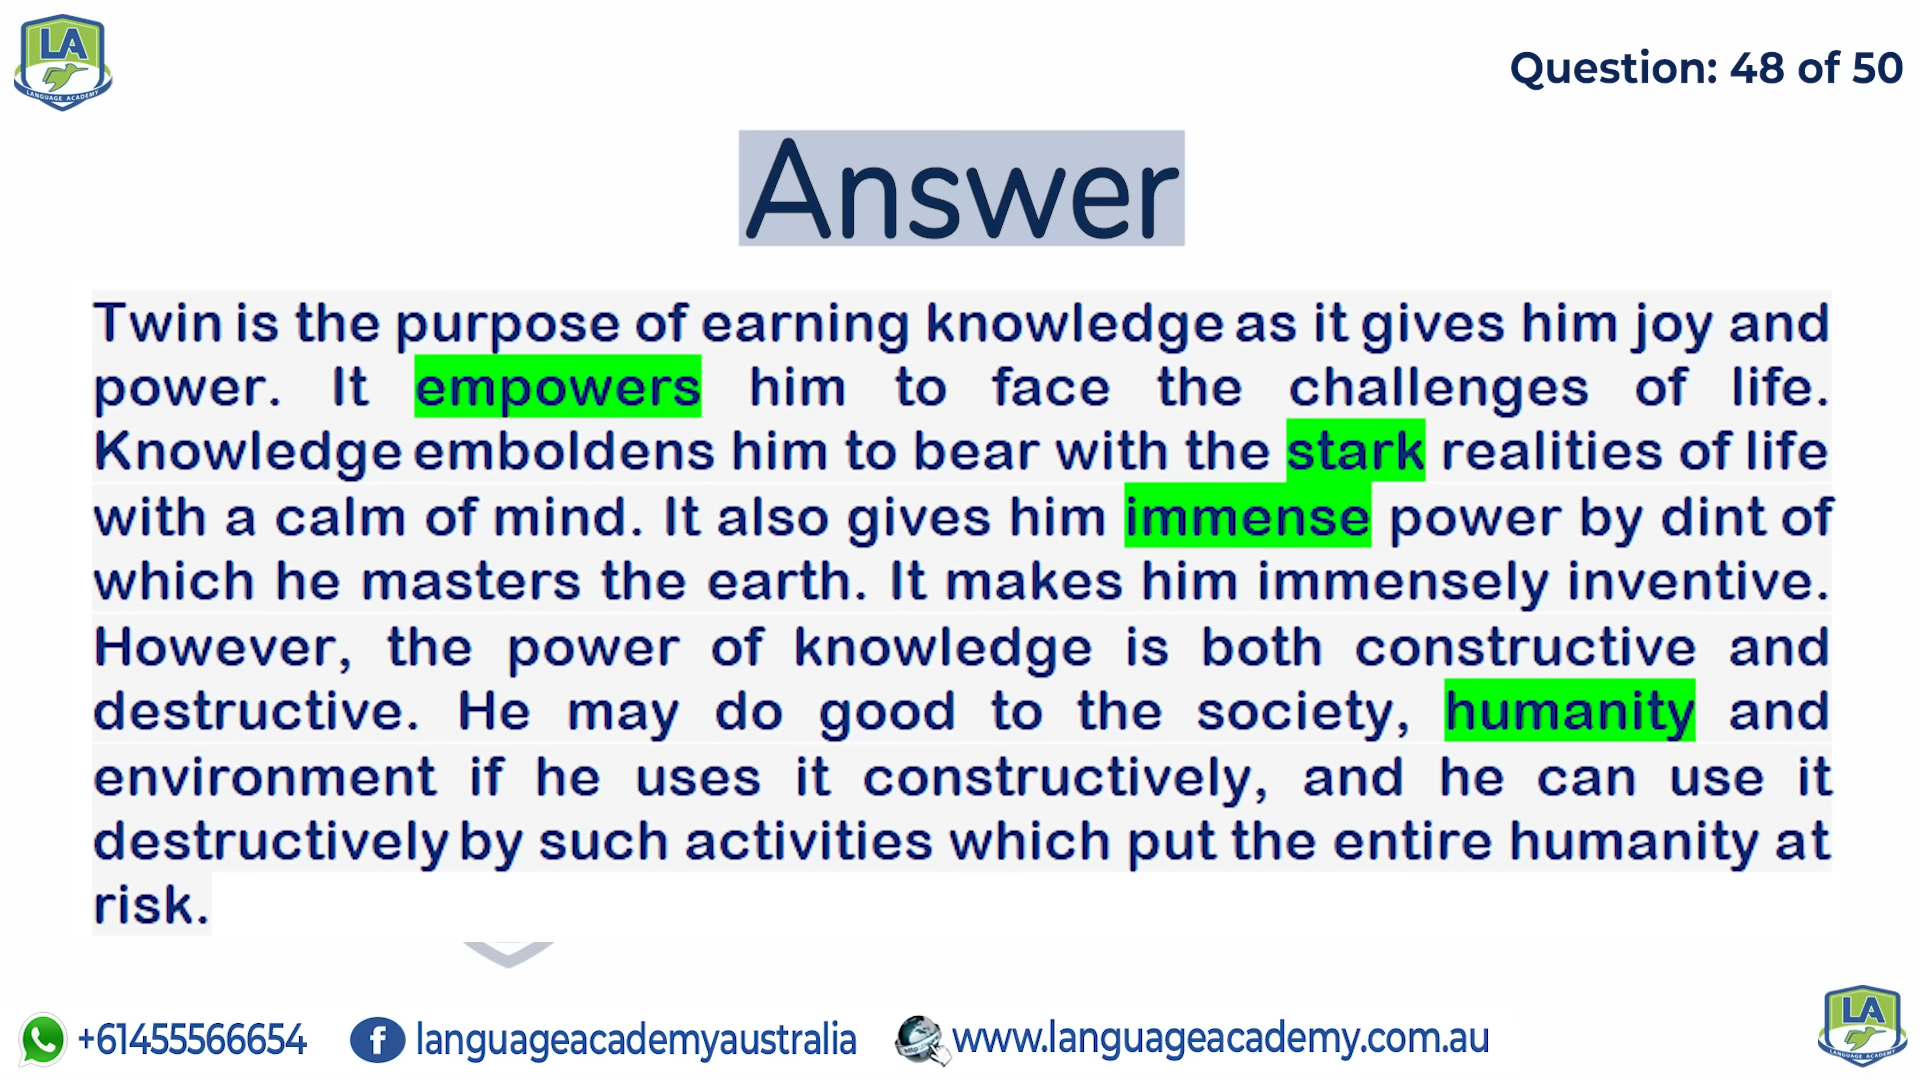 LA
LANGUAGE ACADEMY
Question: 48 of 50
Answer
Twin is the purpose of earning knowledge as it gives him joy and
power. It empowers him to face the challenges of life.
Knowledge emboldens him to bear with the stark realities of life
with a calm of mind. It also gives him immense power by dint of
which he masters the earth. It makes him immensely inventive.
However, the power of knowledge is both constructive and
destructive. He may do good to the society, humanity and
environment if he uses it constructively, and he can use it
destructively by such activities which put the entire humanity at
risk.
+61455566654 languageacademyaustralia www.languageacademy.com.au
LA
LANGUAGE ACADEMY